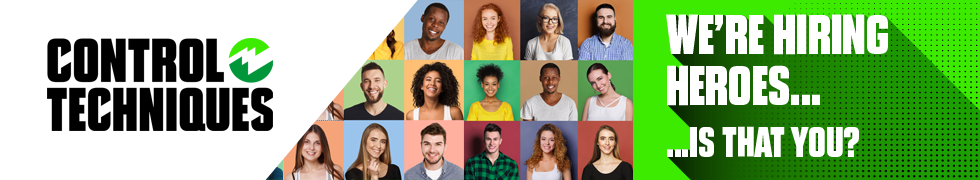 CONTROL
TECHNIQUES
WE'RE HIRING
HEROES...
...IS THAT YOU?